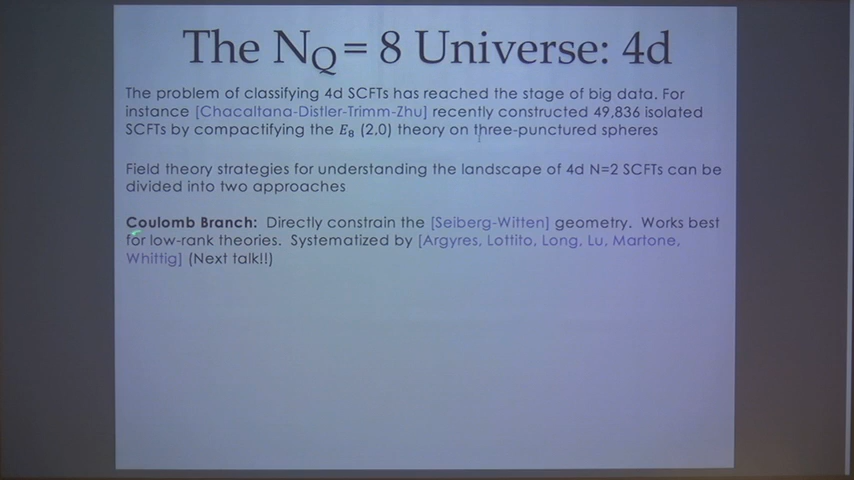 The N_Q = 8 Universe: 4d
The problem of classifying 4d SCFTs has reached the stage of big data. For
instance [Chacaltana-Distler-Trimm-Zhu] recently constructed 49,836 isolated
SCFTs by compactifying the E₈ (2,0) theory on three-punctured spheres
Field theory strategies for understanding the landscape of 4d N=2 SCFTs can be
divided into two approaches
Coulomb Branch: Directly constrain the [Seiberg-Witten] geometry. Works best
for low-rank theories. Systematized by [Argyres, Lottito, Long, Lu, Martone,
Whittig] (Next talk!!)